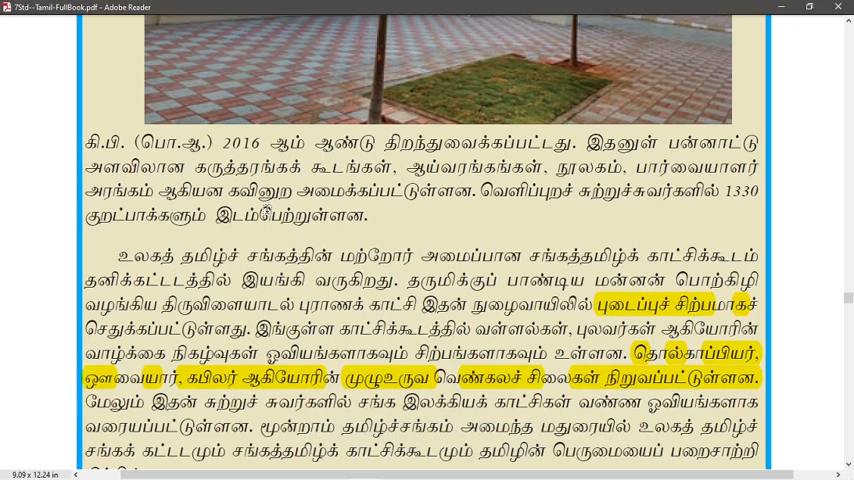 7Std--Tamil-FullBook.pdf - Adobe Reader
கி.பி. (பொ.ஆ.) 2016 ஆம் ஆண்டு திறந்துவைக்கப்பட்டது. இதனுள் பன்னாட்டு
அளவிலான கருத்தரங்கக் கூடங்கள், ஆய்வரங்கங்கள், நூலகம், பார்வையாளர்
அரங்கம் ஆகியன கவினுற அமைக்கப்பட்டுள்ளன. வெளிப்புறச் சுற்றுச்சுவர்களில் 1330
குறட்பாக்களும் இடம்பெற்றுள்ளன.
உலகத் தமிழ்ச் சங்கத்தின் மற்றோர் அமைப்பான சங்கத்தமிழ்க் காட்சிக்கூடம்
தனிக்கட்டடத்தில் இயங்கி வருகிறது. தருமிக்குப் பாண்டிய மன்னன் பொற்கிழி
வழங்கிய திருவிளையாடல் புராணக் காட்சி இதன் நுழைவாயிலில் புடைப்புச் சிற்பமாகச்
செதுக்கப்பட்டுள்ளது. இங்குள்ள காட்சிக்கூடத்தில் வள்ளல்கள், புலவர்கள் ஆகியோரின்
வாழ்க்கை நிகழ்வுகள் ஓவியங்களாகவும் சிற்பங்களாகவும் உள்ளன. தொல்காப்பியர்,
ஔவையார், கபிலர் ஆகியோரின் முழுஉருவ வெண்கலச் சிலைகள் நிறுவப்பட்டுள்ளன.
மேலும் இதன் சுற்றுச் சுவர்களில் சங்க இலக்கியக் காட்சிகள் வண்ண ஓவியங்களாக
வரையப்பட்டுள்ளன. மூன்றாம் தமிழ்ச்சங்கம் அமைந்த மதுரையில் உலகத் தமிழ்ச்
சங்கக் கட்டடமும் சங்கத்தமிழ்க் காட்சிக்கூடமும் தமிழின் பெருமையைப் பறைசாற்றி
9.09 x 12.24 in